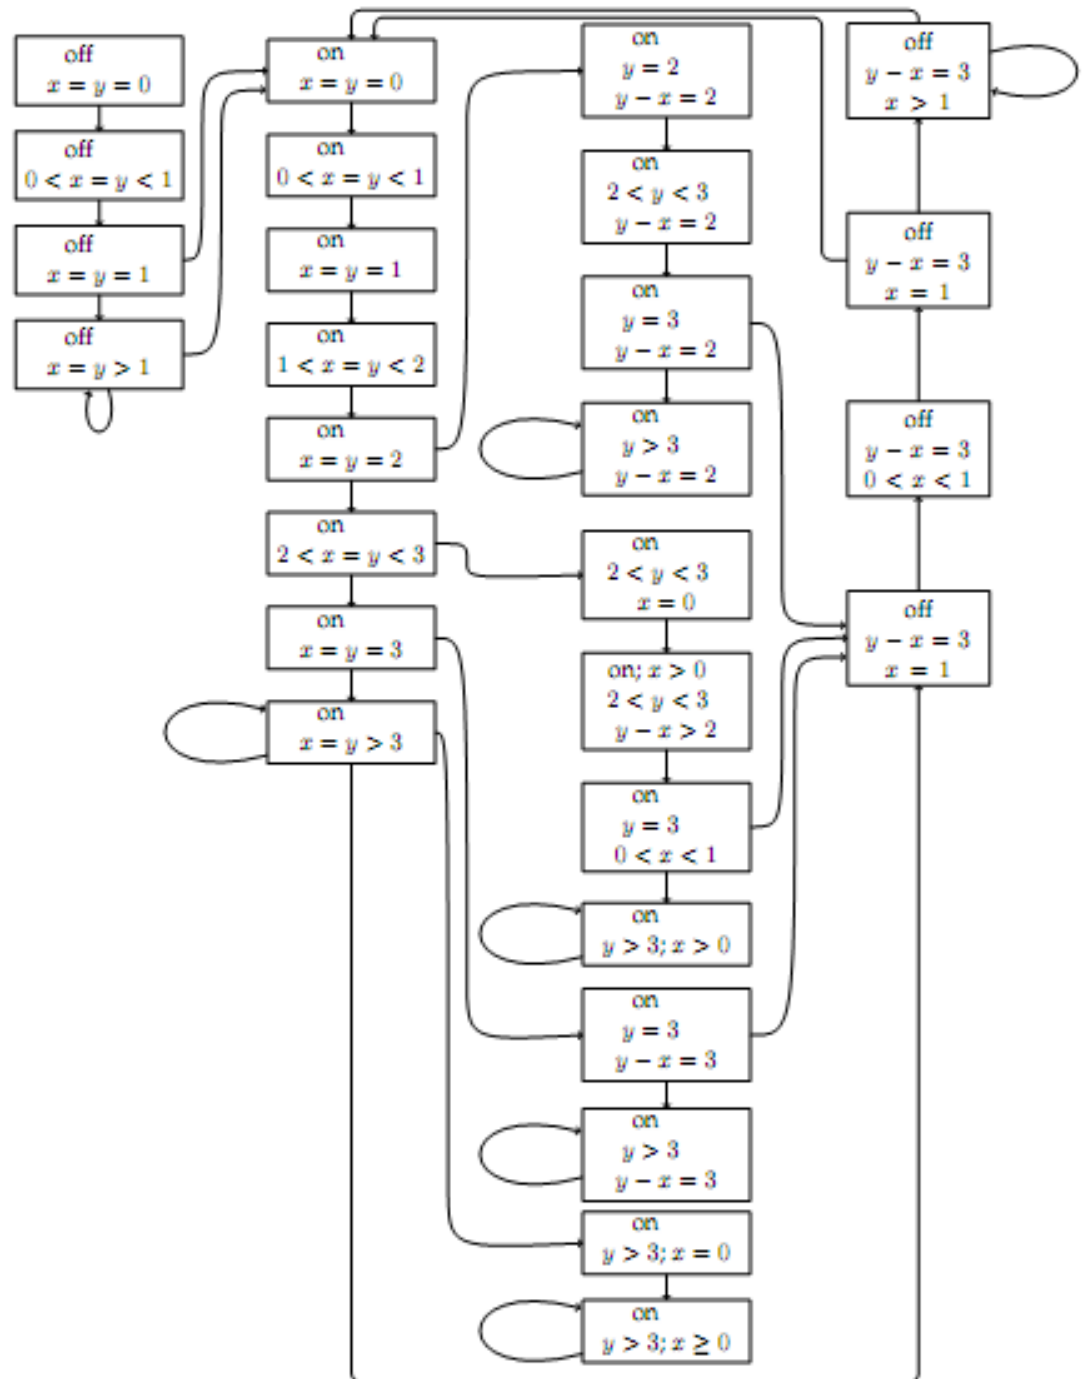 off
x = y = 0
off
0 < x = y < 1
off
x = y = 1
off
x = y > 1
on
x = y = 0
on
0 < x = y < 1
on
x = y = 1
on
1 < x = y < 2
on
x = y = 2
on
2 < x = y < 3
on
x = y = 3
on
x = y > 3
on
y = 2
y − x = 2
on
2 < y < 3
y − x = 2
on
y = 3
y − x = 2
on
y > 3
y − x = 2
on
2 < y < 3
x = 0
on; x > 0
2 < y < 3
y − x > 2
on
y = 3
0 < x < 1
on
y > 3; x > 0
on
y = 3
y − x = 3
on
y > 3
y − x = 3
on
y > 3; x = 0
on
y > 3; x ≥ 0
off
y − x = 3
x > 1
off
y − x = 3
x = 1
off
y − x = 3
0 < x < 1
off
y − x = 3
x = 1